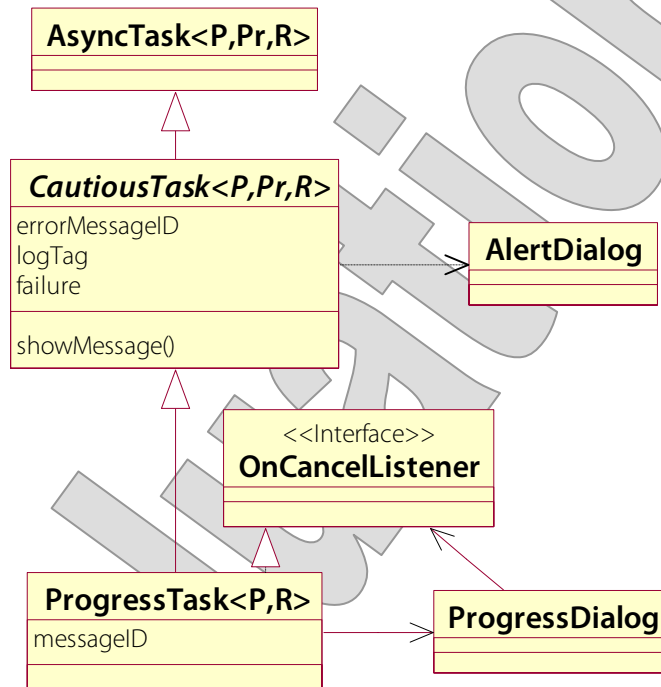 AsyncTask<P,Pr,R>
CautiousTask<P,Pr,R>
errorMessageID
logTag
failure
showMessage()
AlertDialog
<<Interface>>
OnCancelListener
ProgressTask<P,R>
messageID
ProgressDialog